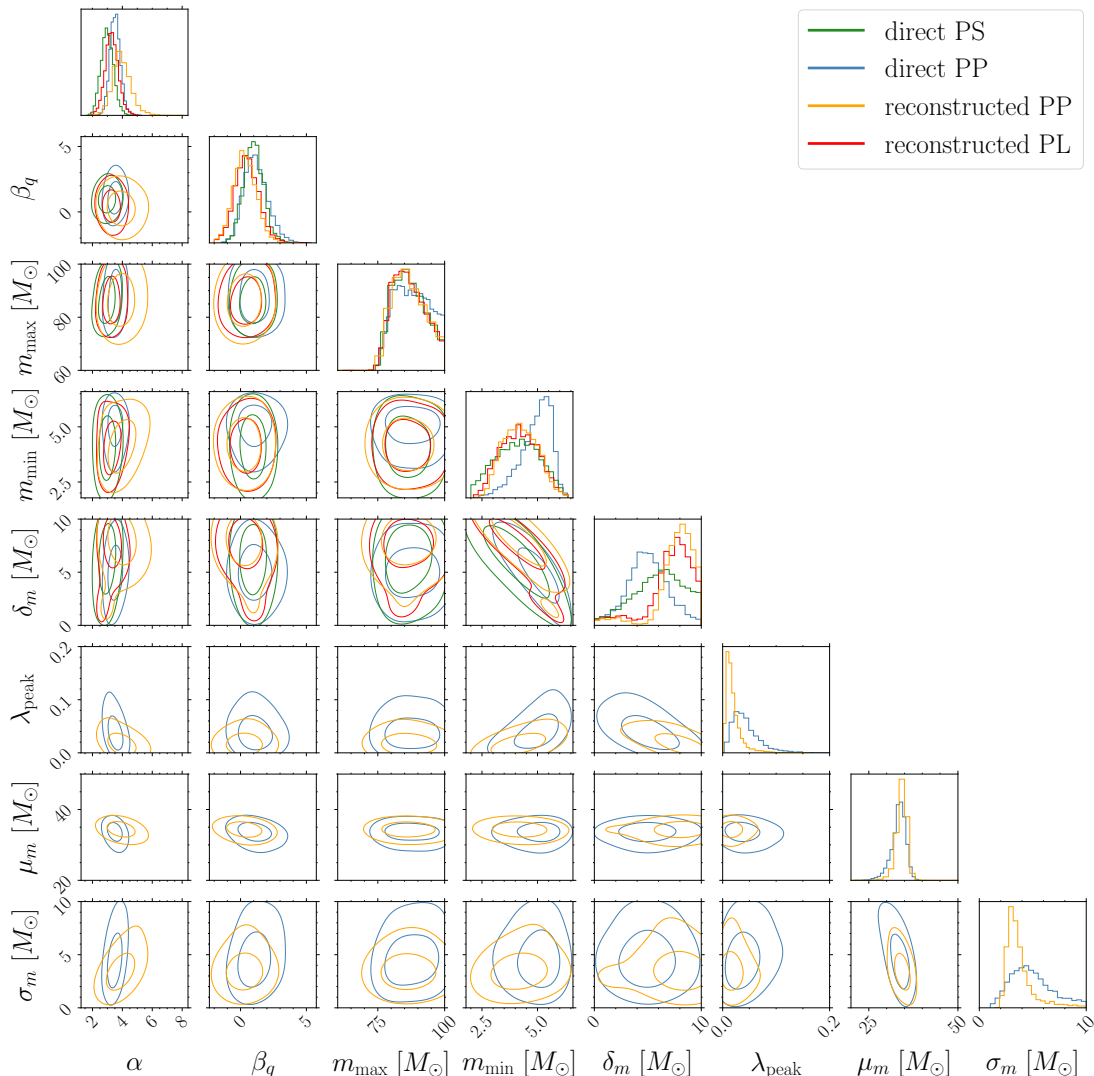 direct PS
direct PP
reconstructed PP
reconstructed PL
β_q
5
0
m_max [M_⊙]
100
80
60
m_min [M_⊙]
5.0
2.5
δ_m [M_⊙]
10
5
0
λ_peak
0.2
0.1
0.0
μ_m [M_⊙]
40
20
σ_m [M_⊙]
10
5
0
2 4 6 8 0 5 75 100 2.5 5.0 0 10 0.0 0.2 25 50 0 10
α β_q m_max [M_⊙] m_min [M_⊙] δ_m [M_⊙] λ_peak μ_m [M_⊙] σ_m [M_⊙]